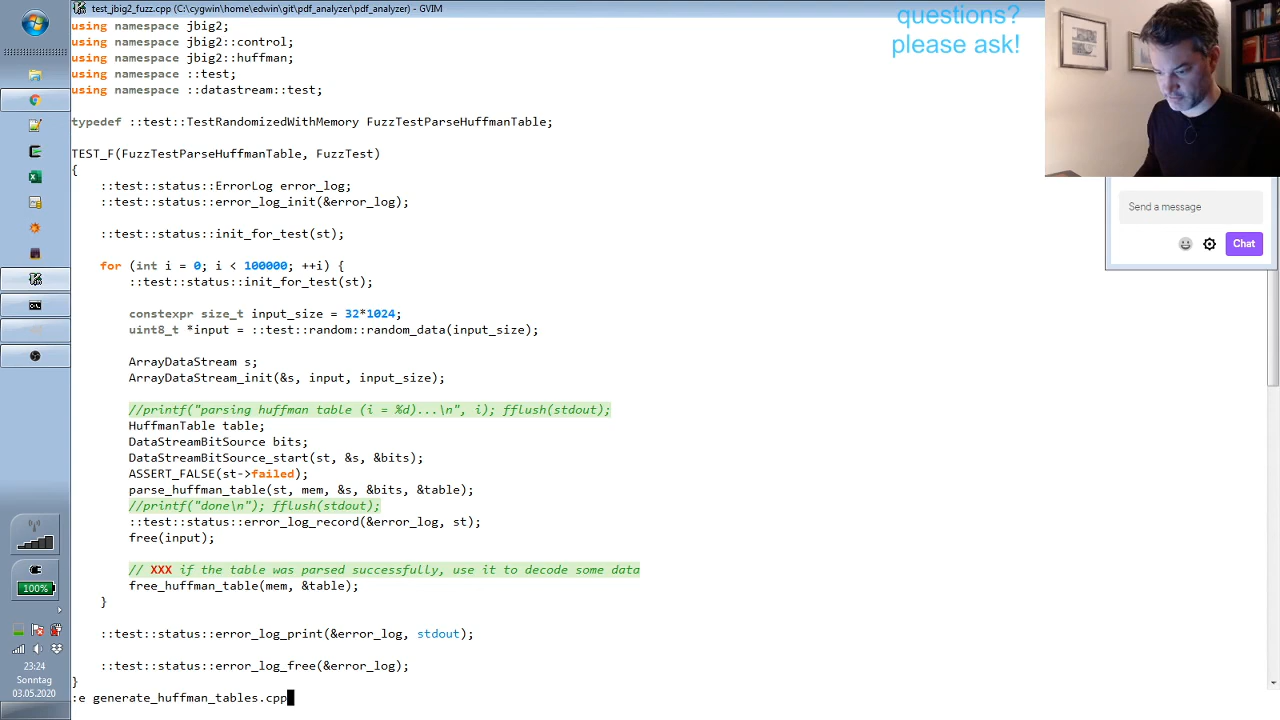 test_jbig2_fuzz.cpp (C:\cygwin\home\edwin\git\pdf_analyzer\pdf_analyzer) - GVIM
using namespace jbig2;
using namespace jbig2::control;
using namespace jbig2::huffman;
using namespace ::test;
using namespace ::datastream::test;
typedef ::test::TestRandomizedWithMemory FuzzTestParseHuffmanTable;
TEST_F(FuzzTestParseHuffmanTable, FuzzTest)
{
::test::status::ErrorLog error_log;
::test::status::error_log_init(&error_log);
::test::status::init_for_test(st);
for (int i = 0; i < 100000; ++i) {
::test::status::init_for_test(st);
constexpr size_t input_size = 32*1024;
uint8_t *input = ::test::random::random_data(input_size);
ArrayDataStream s;
ArrayDataStream_init(&s, input, input_size);
//printf("parsing huffman table (i = %d)...\n", i); fflush(stdout);
HuffmanTable table;
DataStreamBitSource bits;
DataStreamBitSource_start(st, &s, &bits);
ASSERT_FALSE(st->failed);
parse_huffman_table(st, mem, &s, &bits, &table);
//printf("done\n"); fflush(stdout);
::test::status::error_log_record(&error_log, st);
free(input);
// XXX if the table was parsed successfully, use it to decode some data
free_huffman_table(mem, &table);
}
::test::status::error_log_print(&error_log, stdout);
::test::status::error_log_free(&error_log);
}
:e generate_huffman_tables.cpp
questions?
please ask!
Send a message
Chat
100%
23:24
Sonntag
03.05.2020